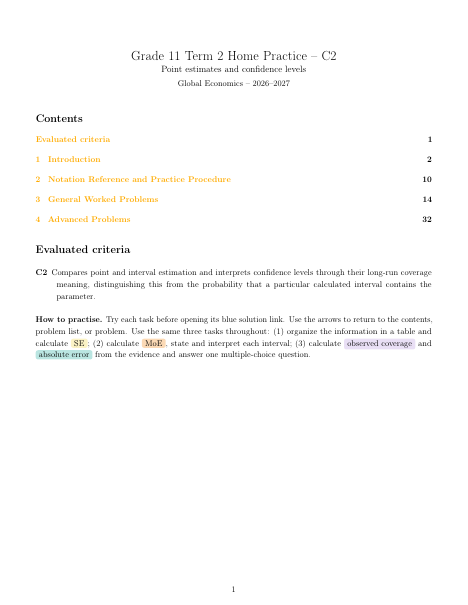 Grade 11 Term 2 Home Practice – C2
Point estimates and confidence levels
Global Economics – 2026–2027
Contents
Evaluated criteria 1
1 Introduction 2
2 Notation Reference and Practice Procedure 10
3 General Worked Problems 14
4 Advanced Problems 32
Evaluated criteria
C2 Compares point and interval estimation and interprets confidence levels through their long-run coverage
meaning, distinguishing this from the probability that a particular calculated interval contains the
parameter.
How to practise. Try each task before opening its blue solution link. Use the arrows to return to the contents,
problem list, or problem. Use the same three tasks throughout: (1) organize the information in a table and
calculate SE ; (2) calculate MoE , state and interpret each interval; (3) calculate observed coverage and
absolute error from the evidence and answer one multiple-choice question.
1